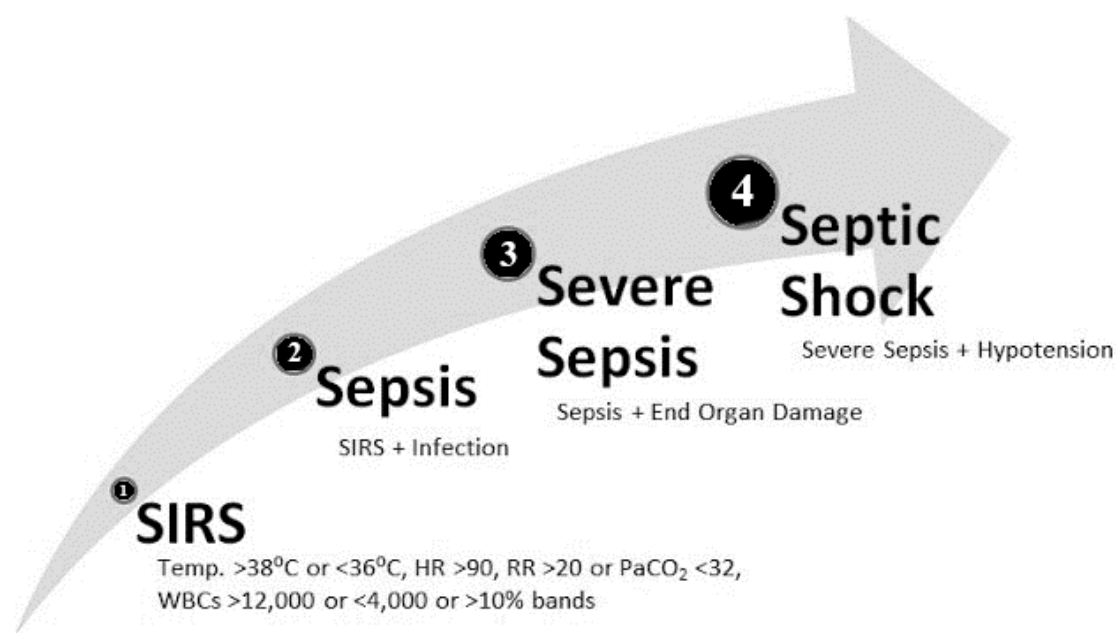 1
SIRS
Temp. >38⁰C or <36⁰C, HR >90, RR >20 or PaCO₂ <32,
WBCs >12,000 or <4,000 or >10% bands
2
Sepsis
SIRS + Infection
3
Severe
Sepsis
Sepsis + End Organ Damage
4
Septic
Shock
Severe Sepsis + Hypotension